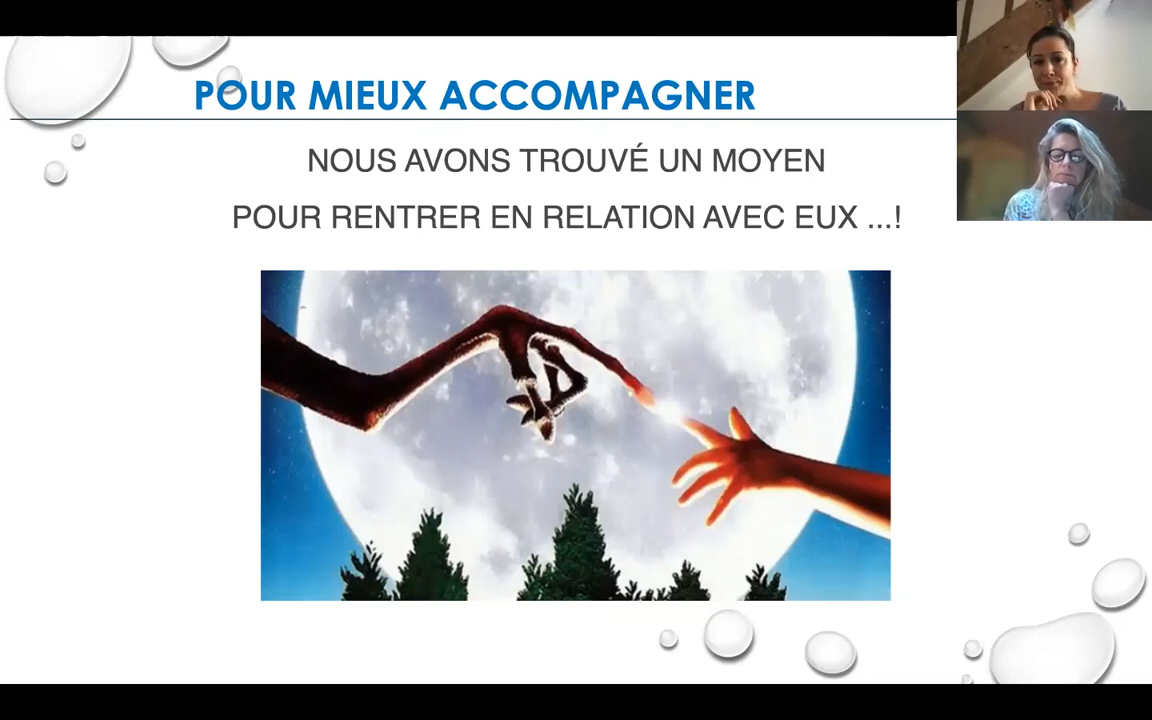 POUR MIEUX ACCOMPAGNER
NOUS AVONS TROUVÉ UN MOYEN
POUR RENTRER EN RELATION AVEC EUX ...!